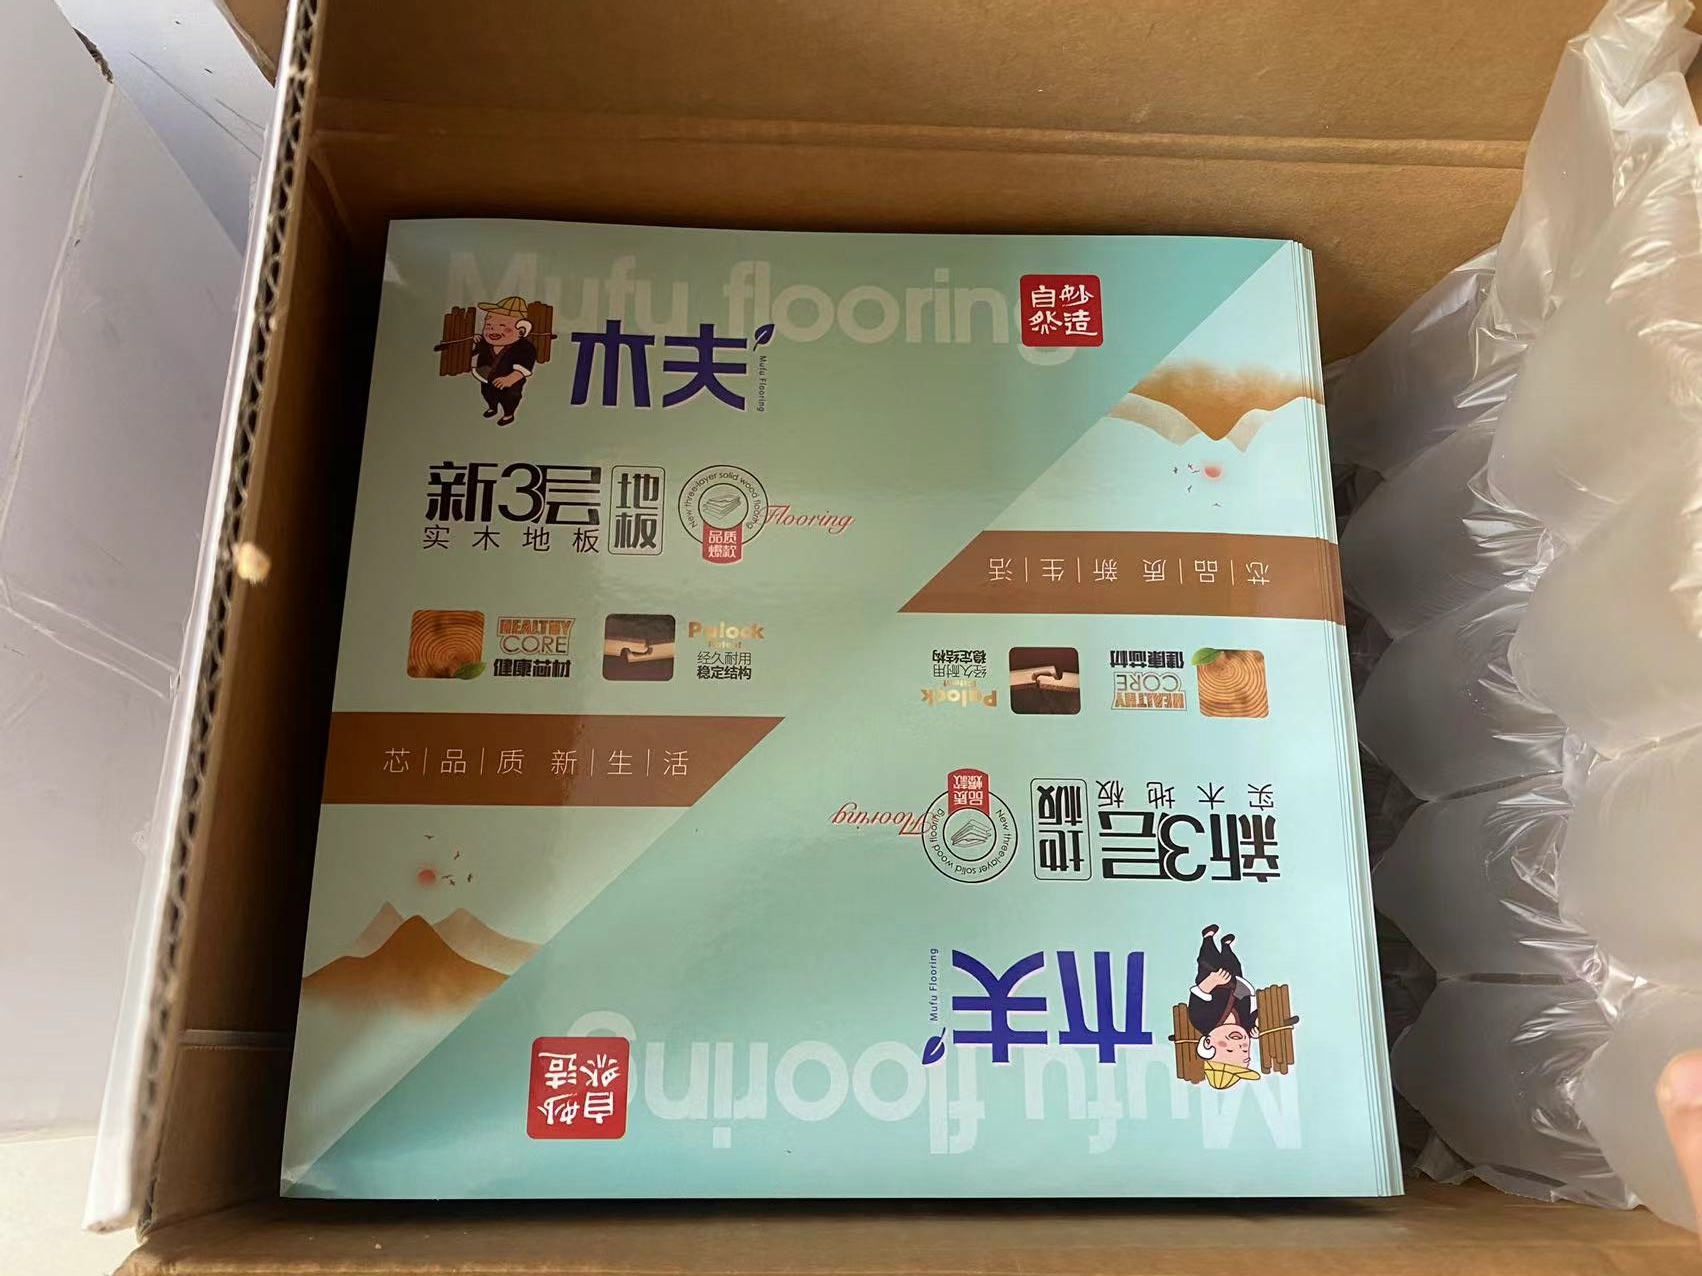 Mufu flooring
妙造
自然
木夫
Mufu Flooring
新3层
地板
实木地板
New three-layer solid wood flooring
品质
爆款
Flooring
HEALTHY
CORE
健康芯材
Palock
Patent
经久耐用
稳定结构
芯|品|质 新|生|活
芯|品|质 新|生|活
HEALTHY
CORE
健康芯材
Palock
Patent
经久耐用
稳定结构
新3层
地板
实木地板
New three-layer solid wood flooring
品质
爆款
Flooring
木夫
Mufu Flooring
Mufu flooring
妙造
自然